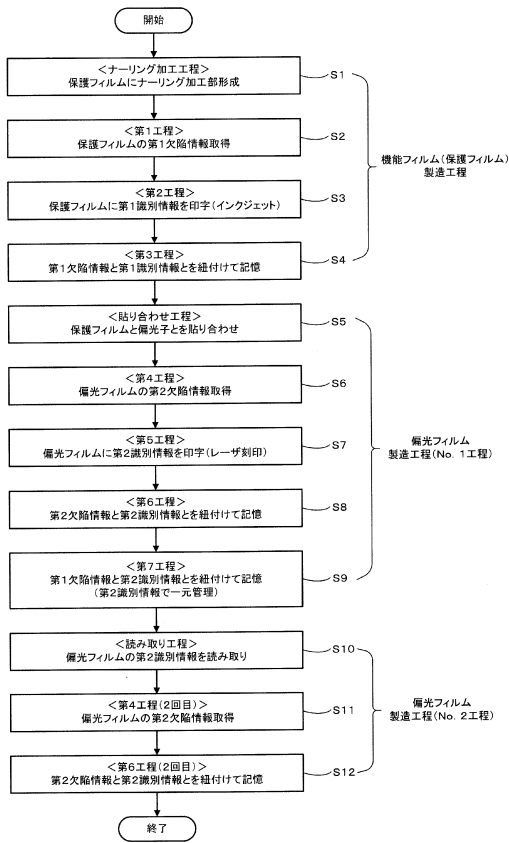 開始
＜ナーリング加工工程＞
保護フィルムにナーリング加工部形成
S1
＜第1工程＞
保護フィルムの第1欠陥情報取得
S2
＜第2工程＞
保護フィルムに第1識別情報を印字(インクジェット)
S3
＜第3工程＞
第1欠陥情報と第1識別情報とを紐付けて記憶
S4
機能フィルム(保護フィルム)
製造工程
＜貼り合わせ工程＞
保護フィルムと偏光子とを貼り合わせ
S5
＜第4工程＞
偏光フィルムの第2欠陥情報取得
S6
＜第5工程＞
偏光フィルムに第2識別情報を印字(レーザ刻印)
S7
＜第6工程＞
第2欠陥情報と第2識別情報とを紐付けて記憶
S8
＜第7工程＞
第1欠陥情報と第2識別情報とを紐付けて記憶
(第2識別情報で一元管理)
S9
偏光フィルム
製造工程(No. 1工程)
＜読み取り工程＞
偏光フィルムの第2識別情報を読み取り
S10
＜第4工程(2回目)＞
偏光フィルムの第2欠陥情報取得
S11
＜第6工程(2回目)＞
第2欠陥情報と第2識別情報とを紐付けて記憶
S12
偏光フィルム
製造工程(No. 2工程)
終了